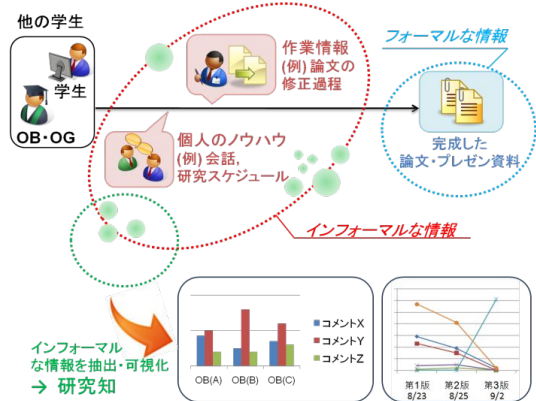 他の学生
学生
OB・OG
作業情報
(例)論文の
修正過程
個人のノウハウ
(例)会話,
研究スケジュール
フォーマルな情報
完成した
論文・プレゼン資料
インフォーマルな情報
インフォーマル
な情報を抽出・可視化
→ 研究知
コメントX
コメントY
コメントZ
OB(A) OB(B) OB(C)
第1版 第2版 第3版
8/23 8/25 9/2